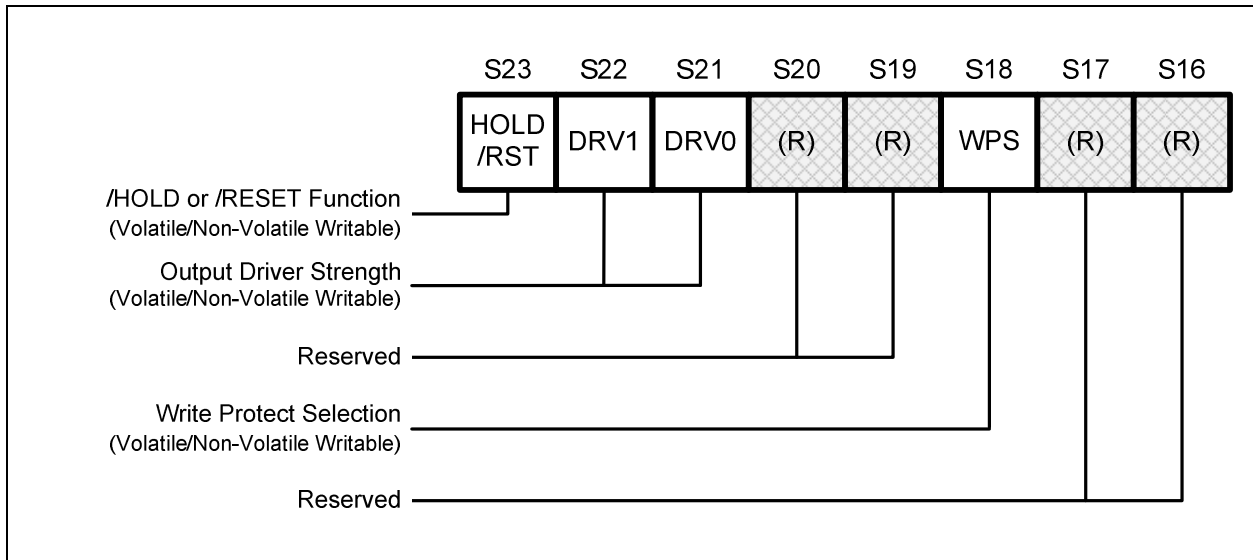 S23 S22 S21 S20 S19 S18 S17 S16
HOLD
/RST DRV1 DRV0 (R) (R) WPS (R) (R)
/HOLD or /RESET Function
(Volatile/Non-Volatile Writable)
Output Driver Strength
(Volatile/Non-Volatile Writable)
Reserved
Write Protect Selection
(Volatile/Non-Volatile Writable)
Reserved